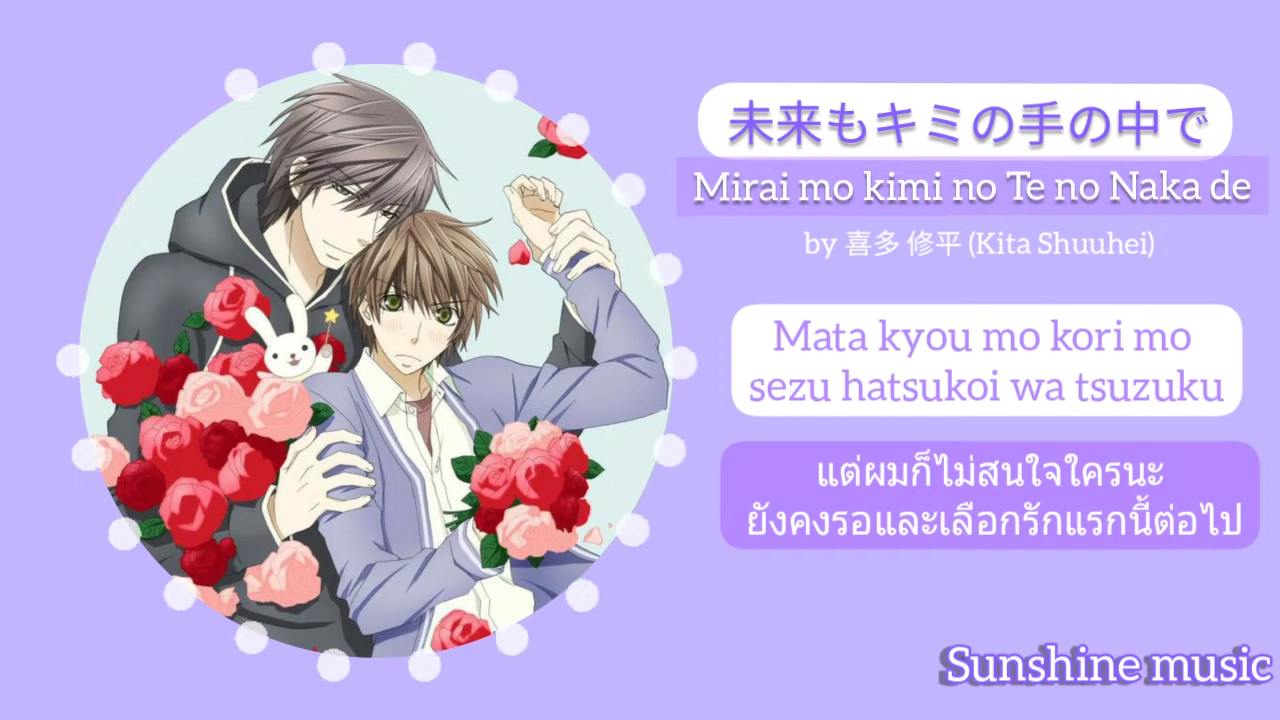 未来もキミの手の中で
Mirai mo kimi no Te no Naka de
by 喜多 修平 (Kita Shuuhei)
Mata kyou mo kori mo
sezu hatsukoi wa tsuzuku
แต่ผมก็ไม่สนใจใครนะ
ยังคงรอและเลือกรักแรกนี้ต่อไป
Sunshine music